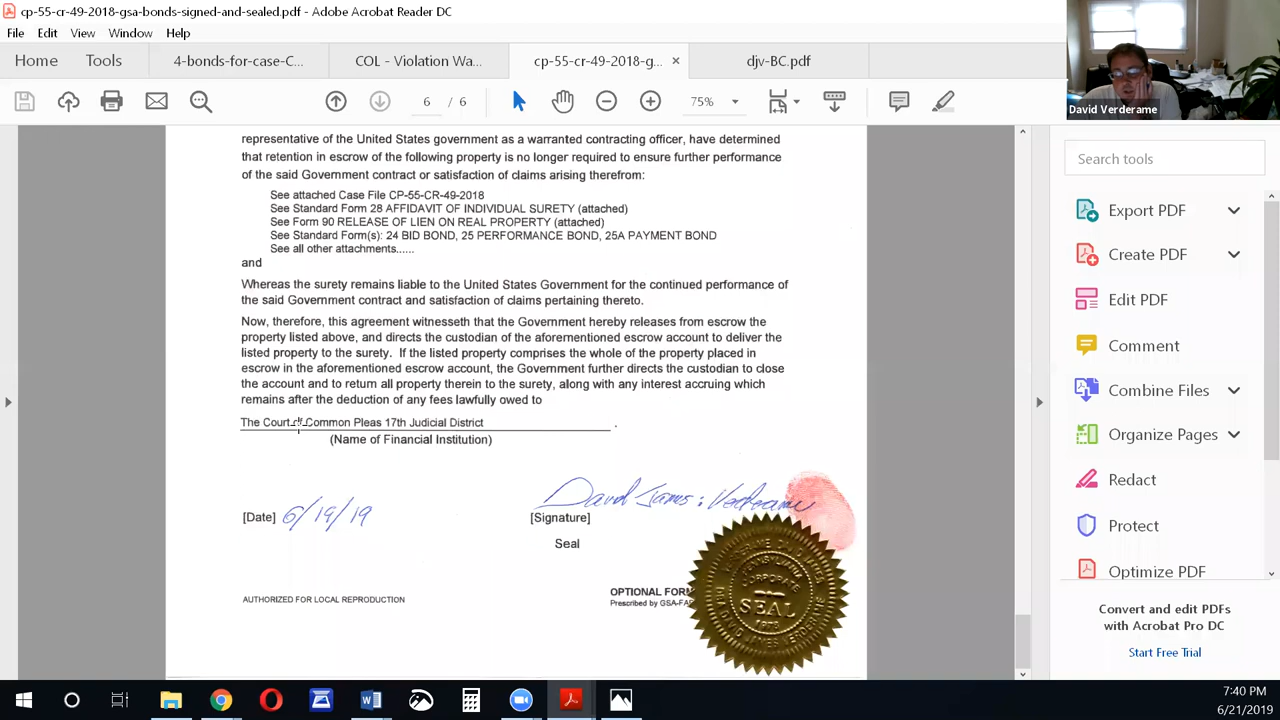 cp-55-cr-49-2018-gsa-bonds-signed-and-sealed.pdf - Adobe Acrobat Reader DC
File Edit View Window Help
Home Tools 4-bonds-for-case-C... COL - Violation Wa... cp-55-cr-49-2018-g... × djv-BC.pdf
6 / 6 75%
David Verderame
representative of the United States government as a warranted contracting officer, have determined
that retention in escrow of the following property is no longer required to ensure further performance
of the said Government contract or satisfaction of claims arising therefrom:
See attached Case File CP-55-CR-49-2018
See Standard Form 28 AFFIDAVIT OF INDIVIDUAL SURETY (attached)
See Form 90 RELEASE OF LIEN ON REAL PROPERTY (attached)
See Standard Form(s): 24 BID BOND, 25 PERFORMANCE BOND, 25A PAYMENT BOND
See all other attachments......
and
Whereas the surety remains liable to the United States Government for the continued performance of
the said Government contract and satisfaction of claims pertaining thereto.
Now, therefore, this agreement witnesseth that the Government hereby releases from escrow the
property listed above, and directs the custodian of the aforementioned escrow account to deliver the
listed property to the surety. If the listed property comprises the whole of the property placed in
escrow in the aforementioned escrow account, the Government further directs the custodian to close
the account and to return all property therein to the surety, along with any interest accruing which
remains after the deduction of any fees lawfully owed to
The Court of Common Pleas 17th Judicial District .
(Name of Financial Institution)
David James : Verderame
[Date] 6/19/19 [Signature]
Seal
AUTHORIZED FOR LOCAL REPRODUCTION
OPTIONAL FORM
Prescribed by GSA-FAR
PENNSYLVANIA
CORPORATE
SEAL
DAVID JAMES VERDERAME
Search tools
Export PDF
Create PDF
Edit PDF
Comment
Combine Files
Organize Pages
Redact
Protect
Optimize PDF
Convert and edit PDFs
with Acrobat Pro DC
Start Free Trial
7:40 PM
6/21/2019